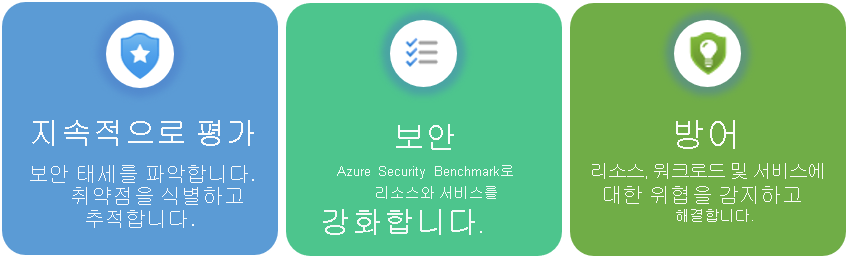 지속적으로 평가
보안 태세를 파악합니다.
취약점을 식별하고
추적합니다.
보안
Azure Security Benchmark로
리소스와 서비스를
강화합니다.
방어
리소스, 워크로드 및 서비스에
대한 위협을 감지하고
해결합니다.